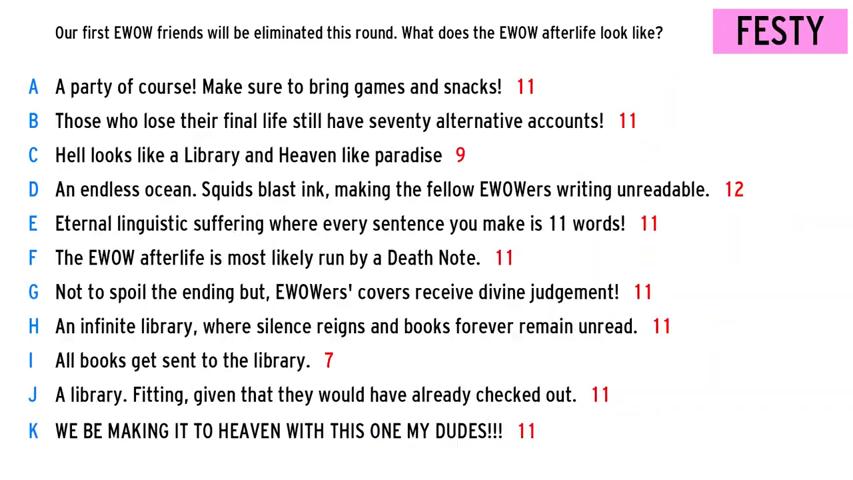 Our first EWOW friends will be eliminated this round. What does the EWOW afterlife look like?
FESTY
A A party of course! Make sure to bring games and snacks! 11
B Those who lose their final life still have seventy alternative accounts! 11
C Hell looks like a Library and Heaven like paradise 9
D An endless ocean. Squids blast ink, making the fellow EWOWers writing unreadable. 12
E Eternal linguistic suffering where every sentence you make is 11 words! 11
F The EWOW afterlife is most likely run by a Death Note. 11
G Not to spoil the ending but, EWOWers' covers receive divine judgement! 11
H An infinite library, where silence reigns and books forever remain unread. 11
I All books get sent to the library. 7
J A library. Fitting, given that they would have already checked out. 11
K WE BE MAKING IT TO HEAVEN WITH THIS ONE MY DUDES!!! 11